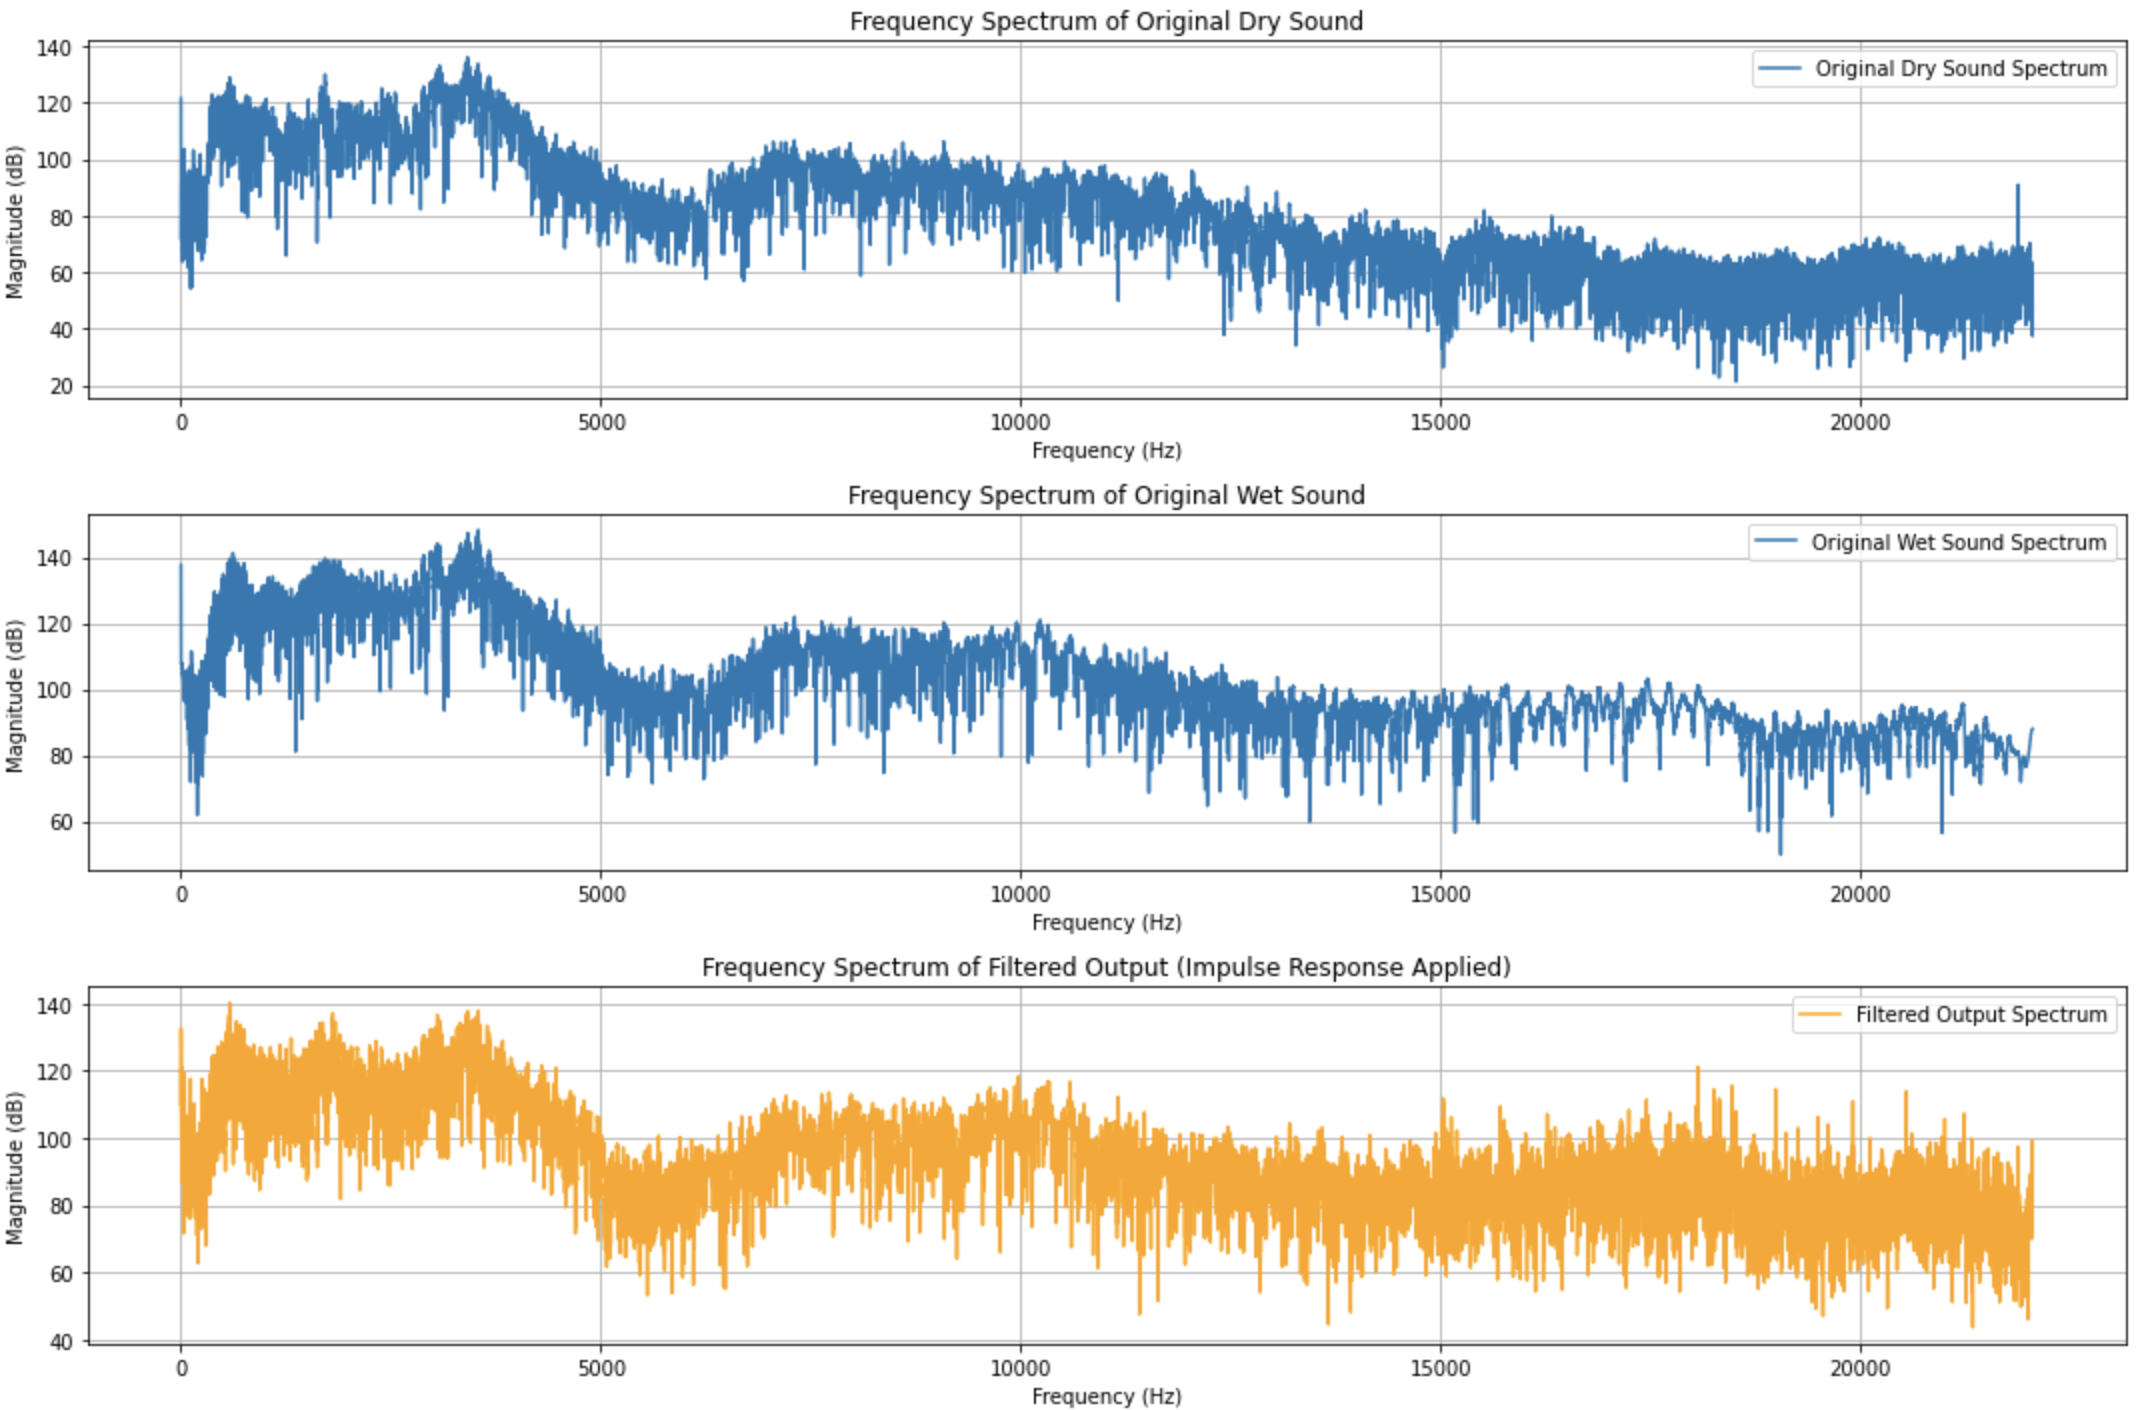 Frequency Spectrum of Original Dry Sound
Original Dry Sound Spectrum
Magnitude (dB)
140
120
100
80
60
40
20
0 5000 10000 15000 20000
Frequency (Hz)
Frequency Spectrum of Original Wet Sound
Original Wet Sound Spectrum
Magnitude (dB)
140
120
100
80
60
0 5000 10000 15000 20000
Frequency (Hz)
Frequency Spectrum of Filtered Output (Impulse Response Applied)
Filtered Output Spectrum
Magnitude (dB)
140
120
100
80
60
40
0 5000 10000 15000 20000
Frequency (Hz)